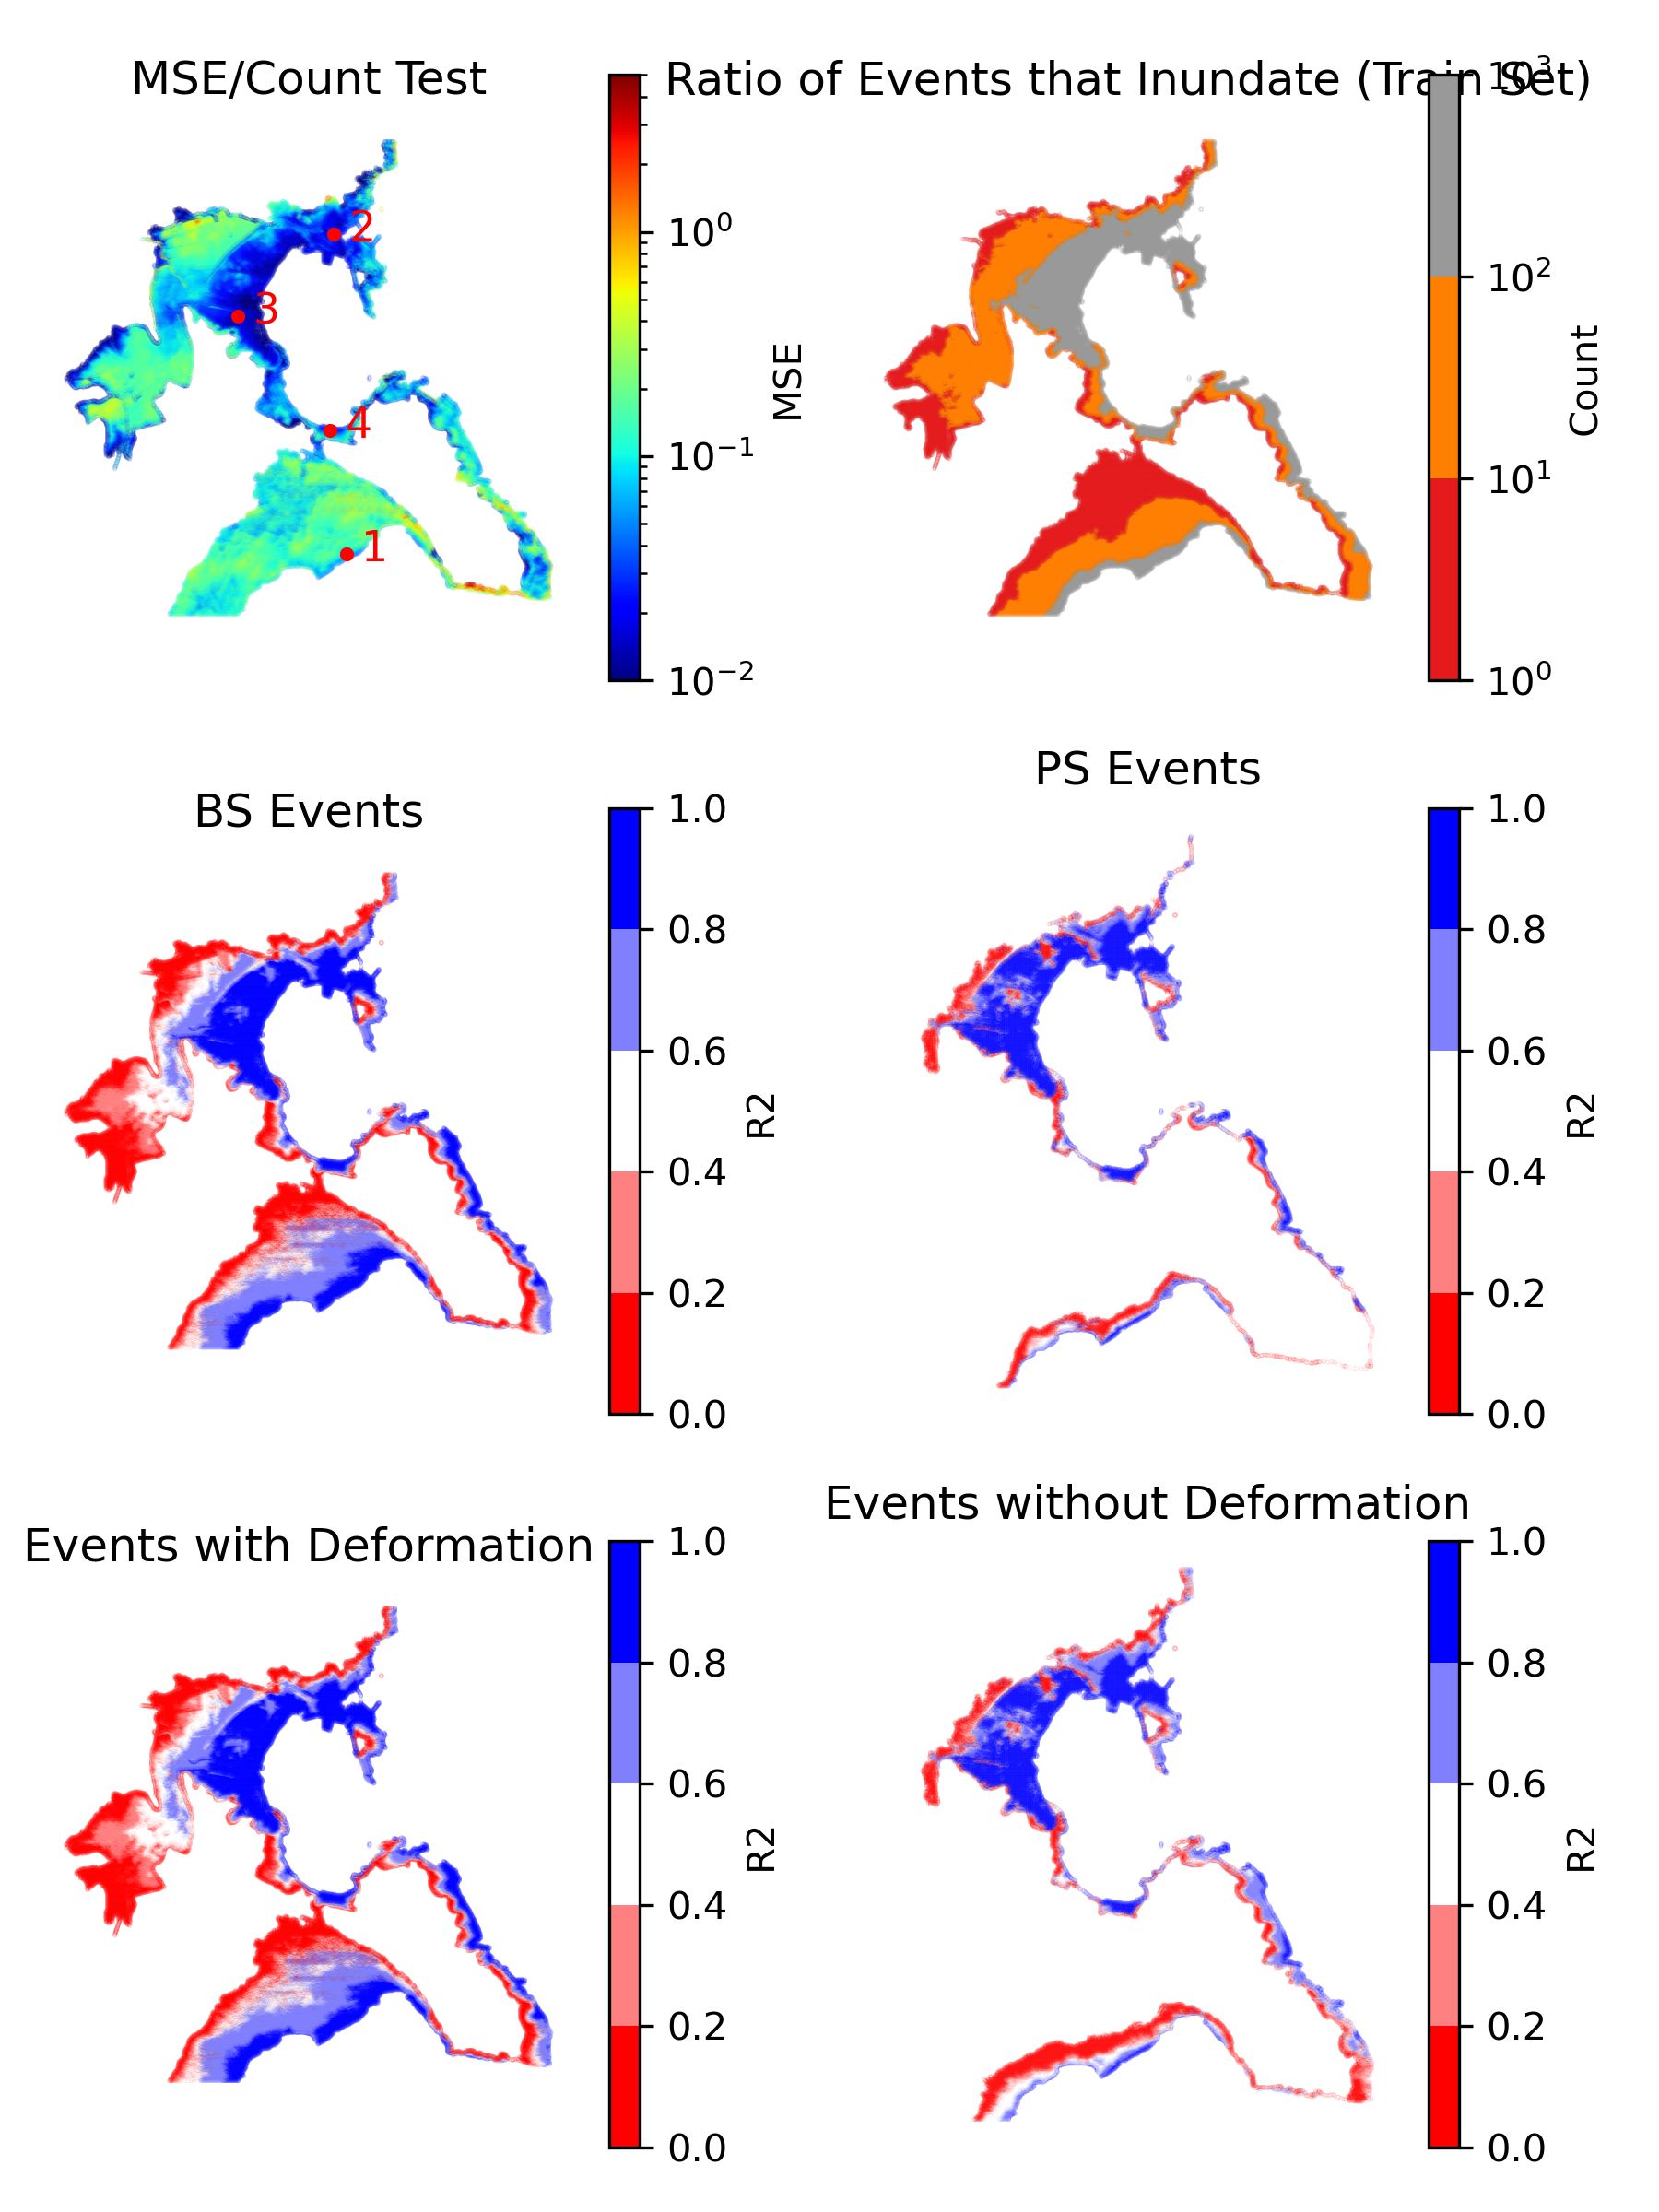 MSE/Count Test
10⁰
10⁻¹
10⁻²
MSE
2
3
4
1
Ratio of Events that Inundate (Train Set)
10³
10²
10¹
10⁰
Count
BS Events
1.0
0.8
0.6
0.4
0.2
0.0
R2
PS Events
1.0
0.8
0.6
0.4
0.2
0.0
R2
Events with Deformation
1.0
0.8
0.6
0.4
0.2
0.0
R2
Events without Deformation
1.0
0.8
0.6
0.4
0.2
0.0
R2